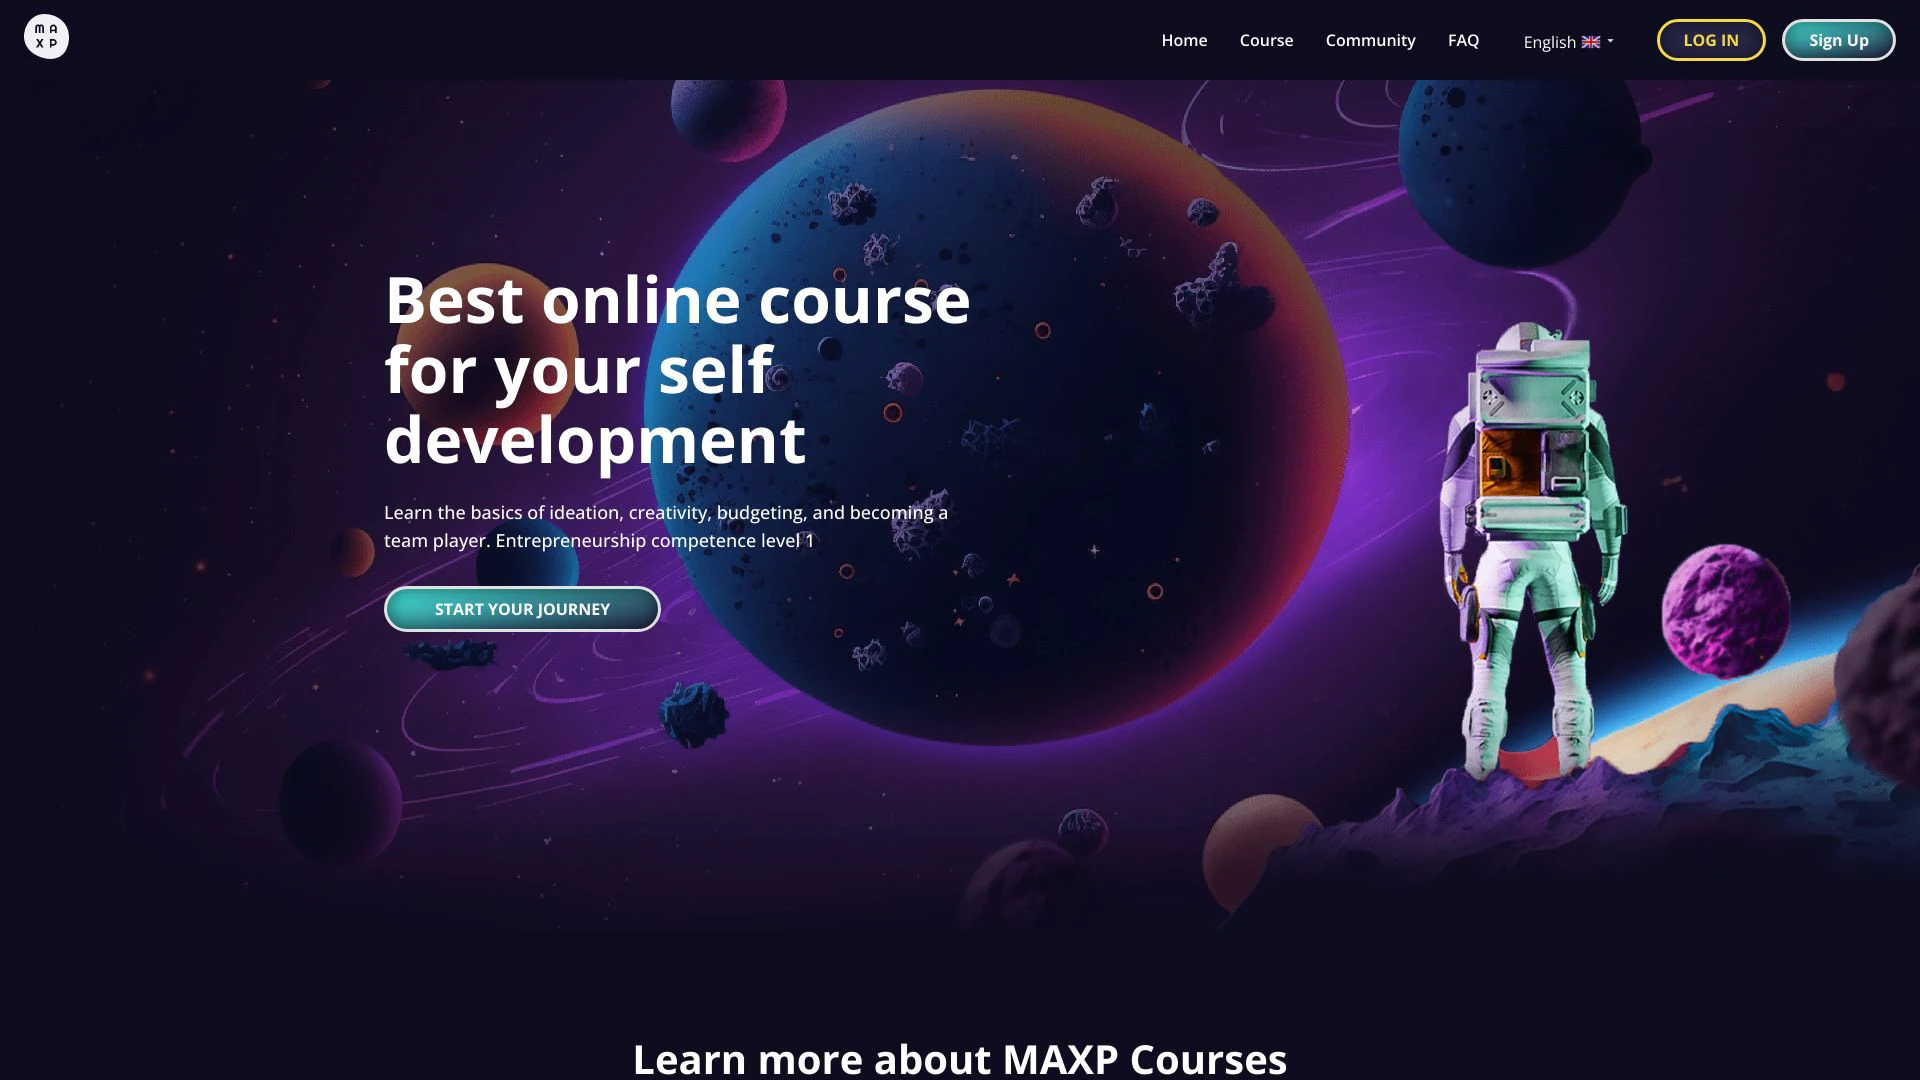 MA
XP
Home Course Community FAQ English LOG IN Sign Up
Best online course
for your self
development
Learn the basics of ideation, creativity, budgeting, and becoming a
team player. Entrepreneurship competence level 1
START YOUR JOURNEY
Learn more about MAXP Courses